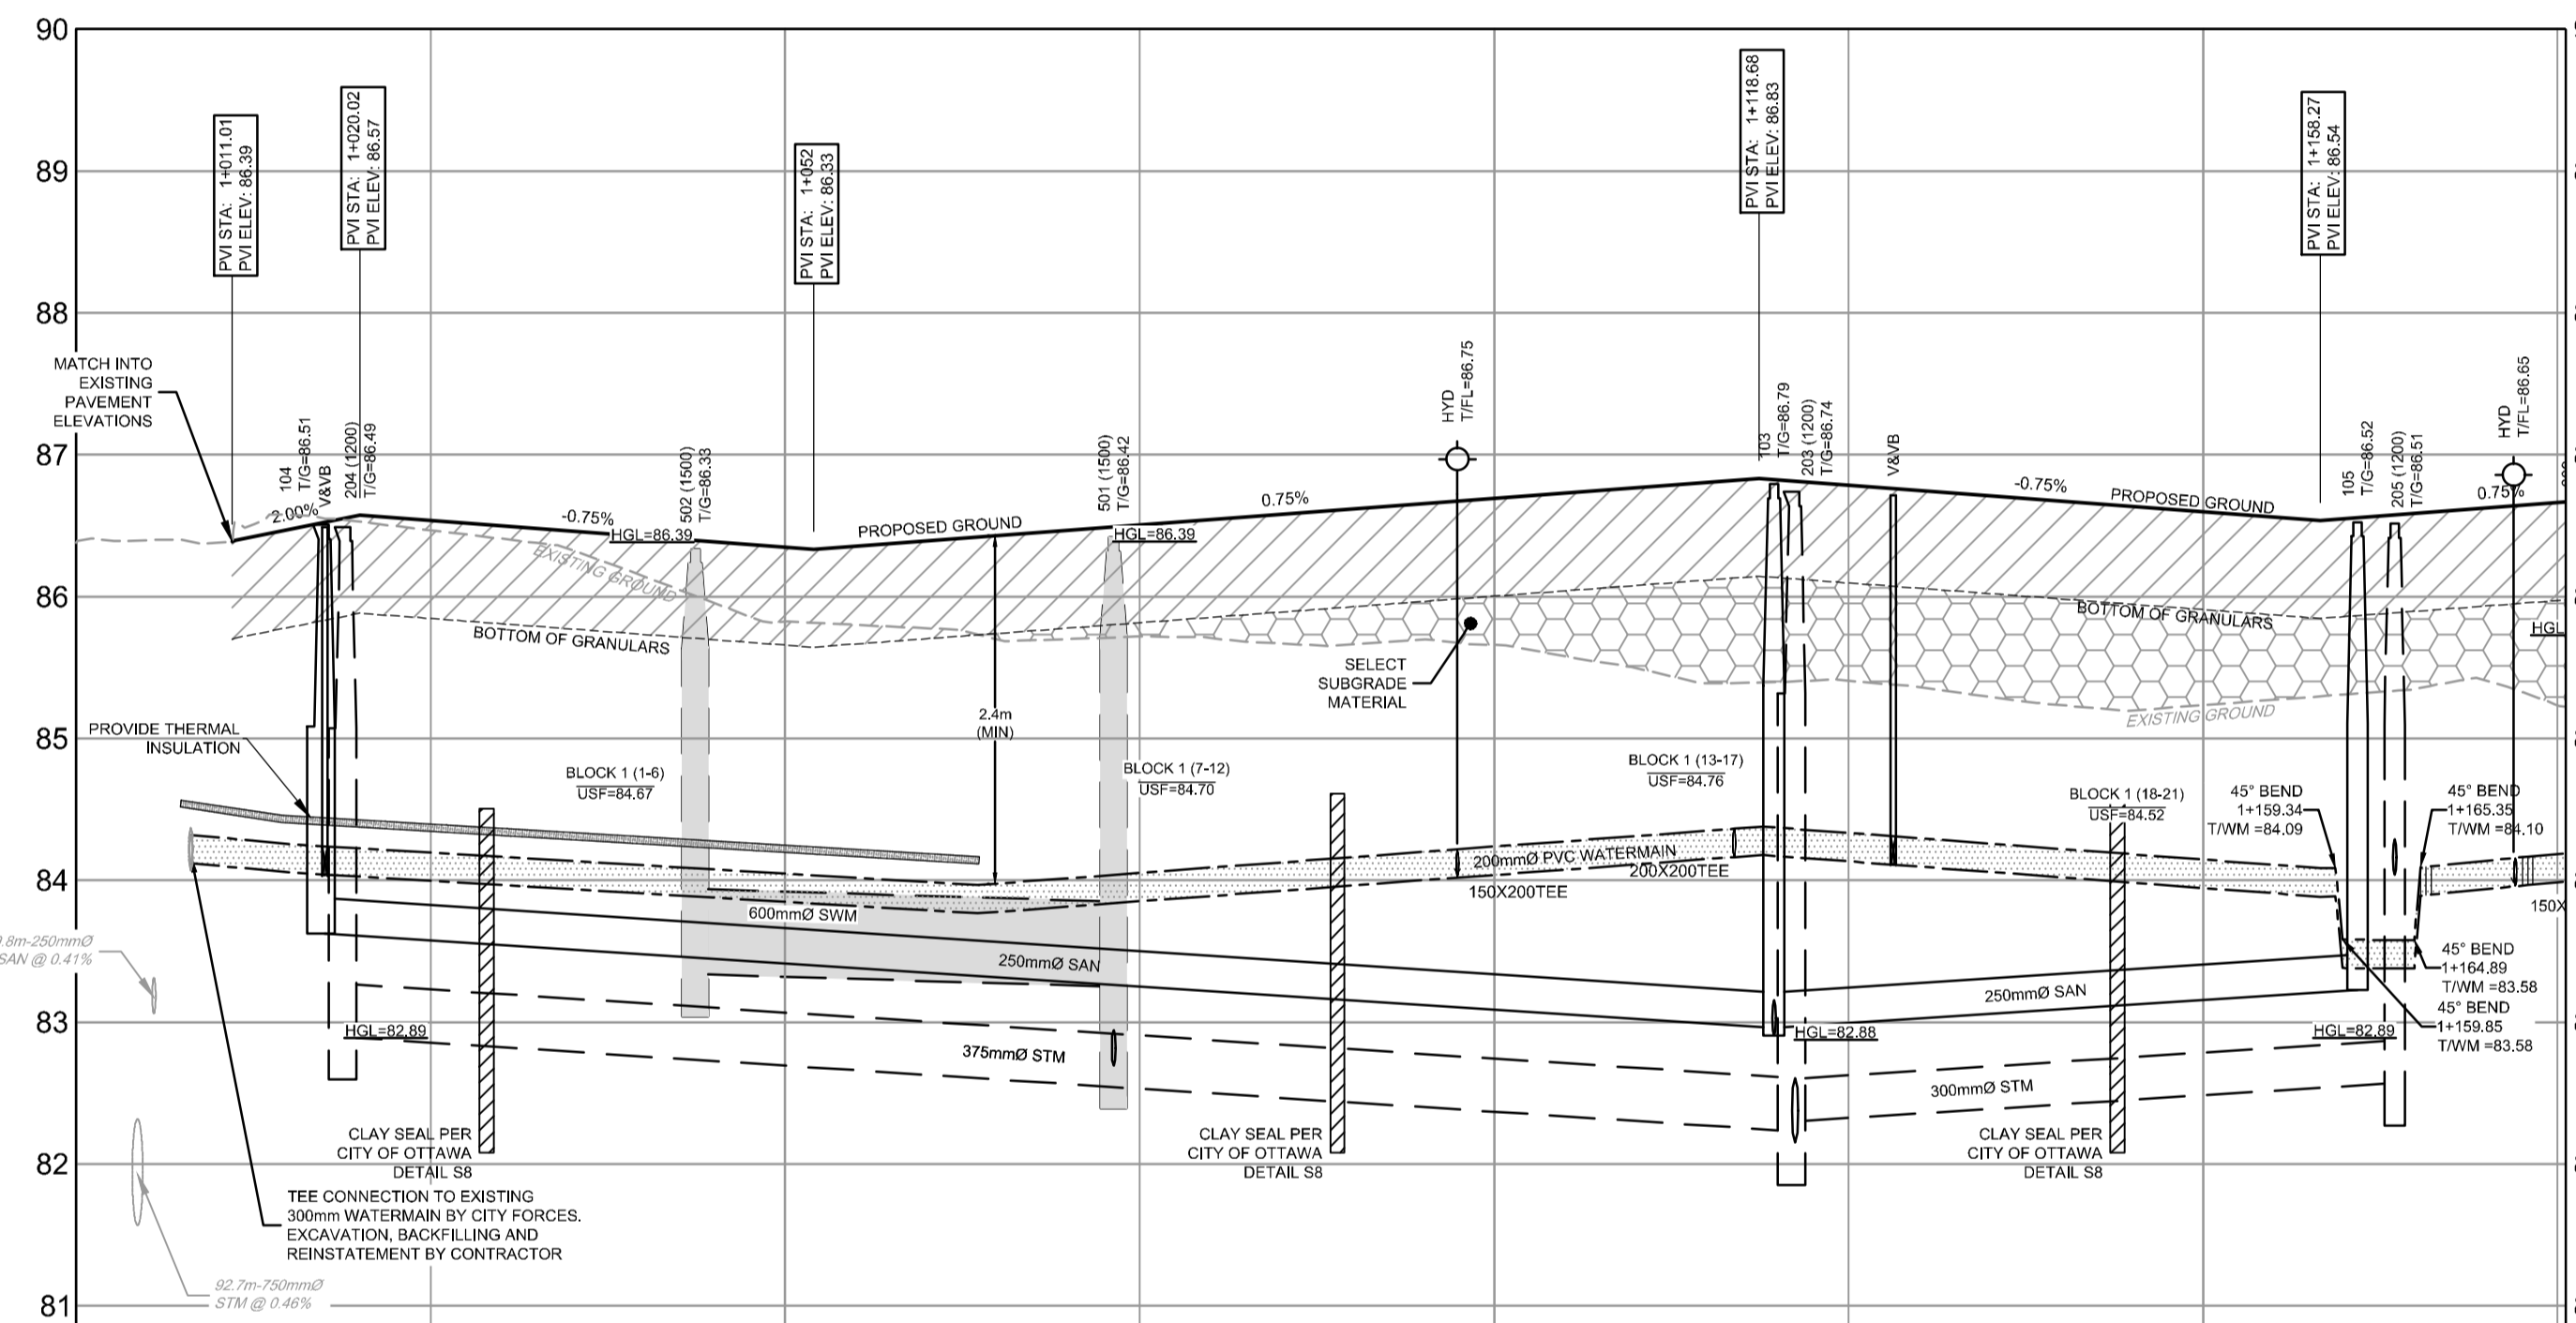 90
89
88
87
86
85
84
83
82
81
PVI STA: 1+011.01
PVI ELEV: 86.39
PVI STA: 1+020.02
PVI ELEV: 86.57
PVI STA: 1+052
PVI ELEV: 86.33
PVI STA: 1+118.68
PVI ELEV: 86.83
PVI STA: 1+158.27
PVI ELEV: 86.54
MATCH INTO
EXISTING
PAVEMENT
ELEVATIONS
104
T/G=86.51
V&VB
204 (1200)
T/G=86.49
2.00%
-0.75%
HGL=86.39
502 (1500)
T/G=86.33
PROPOSED GROUND
501 (1500)
T/G=86.42
HGL=86.39
0.75%
HYD
T/FL=86.75
103
T/G=86.79
203 (1200)
T/G=86.74
V&VB
-0.75%
PROPOSED GROUND
105
T/G=86.52
205 (1200)
T/G=86.51
HYD
T/FL=86.65
0.75%
EXISTING GROUND
BOTTOM OF GRANULARS
BOTTOM OF GRANULARS
HGL
SELECT
SUBGRADE
MATERIAL
EXISTING GROUND
PROVIDE THERMAL
INSULATION
2.4m
(MIN)
BLOCK 1 (1-6)
USF=84.67
BLOCK 1 (7-12)
USF=84.70
BLOCK 1 (13-17)
USF=84.76
BLOCK 1 (18-21)
USF=84.52
45° BEND
1+159.34
T/WM =84.09
45° BEND
1+165.35
T/WM =84.10
200mmØ PVC WATERMAIN
200X200TEE
150X200TEE
150X
600mmØ SWM
250mmØ SAN
250mmØ SAN
45° BEND
1+164.89
T/WM =83.58
45° BEND
1+159.85
T/WM =83.58
.8m-250mmØ
SAN @ 0.41%
HGL=82.89
HGL=82.88
HGL=82.89
375mmØ STM
300mmØ STM
CLAY SEAL PER
CITY OF OTTAWA
DETAIL S8
CLAY SEAL PER
CITY OF OTTAWA
DETAIL S8
CLAY SEAL PER
CITY OF OTTAWA
DETAIL S8
TEE CONNECTION TO EXISTING
300mm WATERMAIN BY CITY FORCES.
EXCAVATION, BACKFILLING AND
REINSTATEMENT BY CONTRACTOR
92.7m-750mmØ
STM @ 0.46%